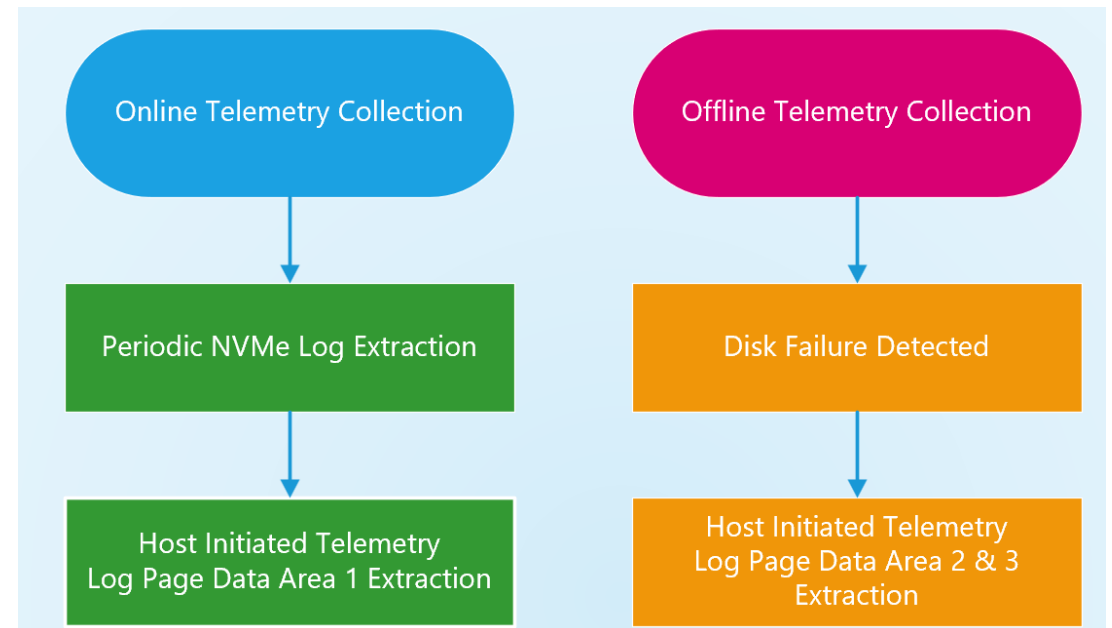 Online Telemetry Collection
Offline Telemetry Collection
Periodic NVMe Log Extraction
Disk Failure Detected
Host Initiated Telemetry
Log Page Data Area 1 Extraction
Host Initiated Telemetry
Log Page Data Area 2 & 3
Extraction